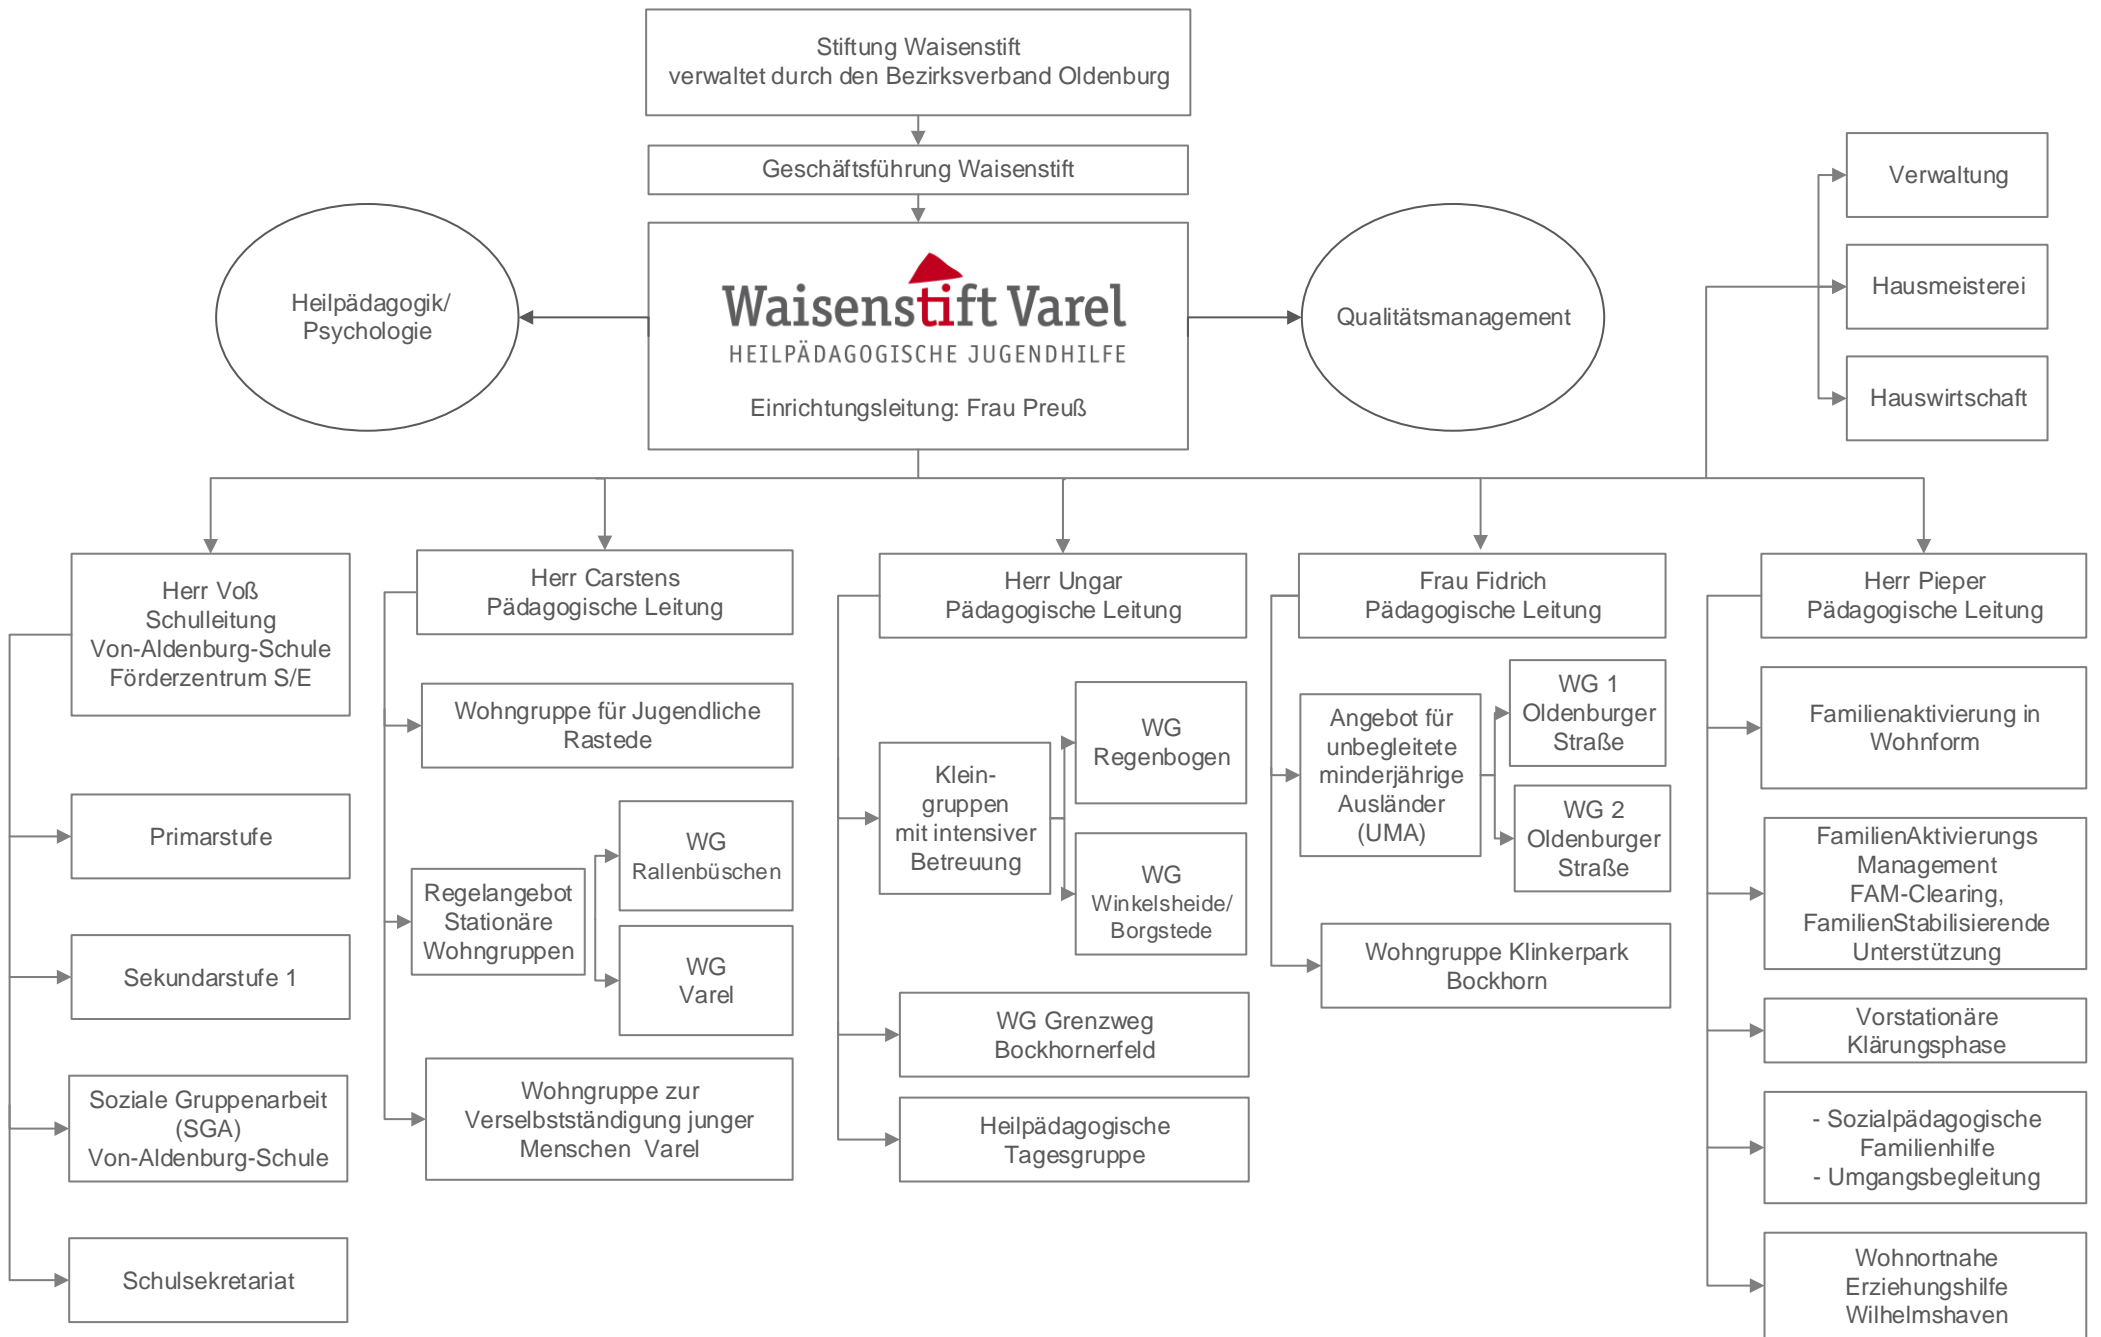 Stiftung Waisenstift
verwaltet durch den Bezirksverband Oldenburg
Geschäftsführung Waisenstift
Heilpädagogik/
Psychologie
Waisenstift Varel
HEILPÄDAGOGISCHE JUGENDHILFE
Einrichtungsleitung: Frau Preuß
Qualitätsmanagement
Verwaltung
Hausmeisterei
Hauswirtschaft
Herr Voß
Schulleitung
Von-Aldenburg-Schule
Förderzentrum S/E
Primarstufe
Sekundarstufe 1
Soziale Gruppenarbeit
(SGA)
Von-Aldenburg-Schule
Schulsekretariat
Herr Carstens
Pädagogische Leitung
Wohngruppe für Jugendliche
Rastede
Regelangebot
Stationäre
Wohngruppen
WG
Rallenbüschen
WG
Varel
Wohngruppe zur
Verselbstständigung junger
Menschen  Varel
Herr Ungar
Pädagogische Leitung
Klein-
gruppen
mit intensiver
Betreuung
WG
Regenbogen
WG
Winkelsheide/
Borgstede
WG Grenzweg
Bockhornerfeld
Heilpädagogische
Tagesgruppe
Frau Fidrich
Pädagogische Leitung
Angebot für
unbegleitete
minderjährige
Ausländer
(UMA)
WG 1
Oldenburger
Straße
WG 2
Oldenburger
Straße
Wohngruppe Klinkerpark
Bockhorn
Herr Pieper
Pädagogische Leitung
Familienaktivierung in
Wohnform
FamilienAktivierungs
Management
FAM-Clearing,
FamilienStabilisierende
Unterstützung
Vorstationäre
Klärungsphase
- Sozialpädagogische
Familienhilfe
- Umgangsbegleitung
Wohnortnahe
Erziehungshilfe
Wilhelmshaven